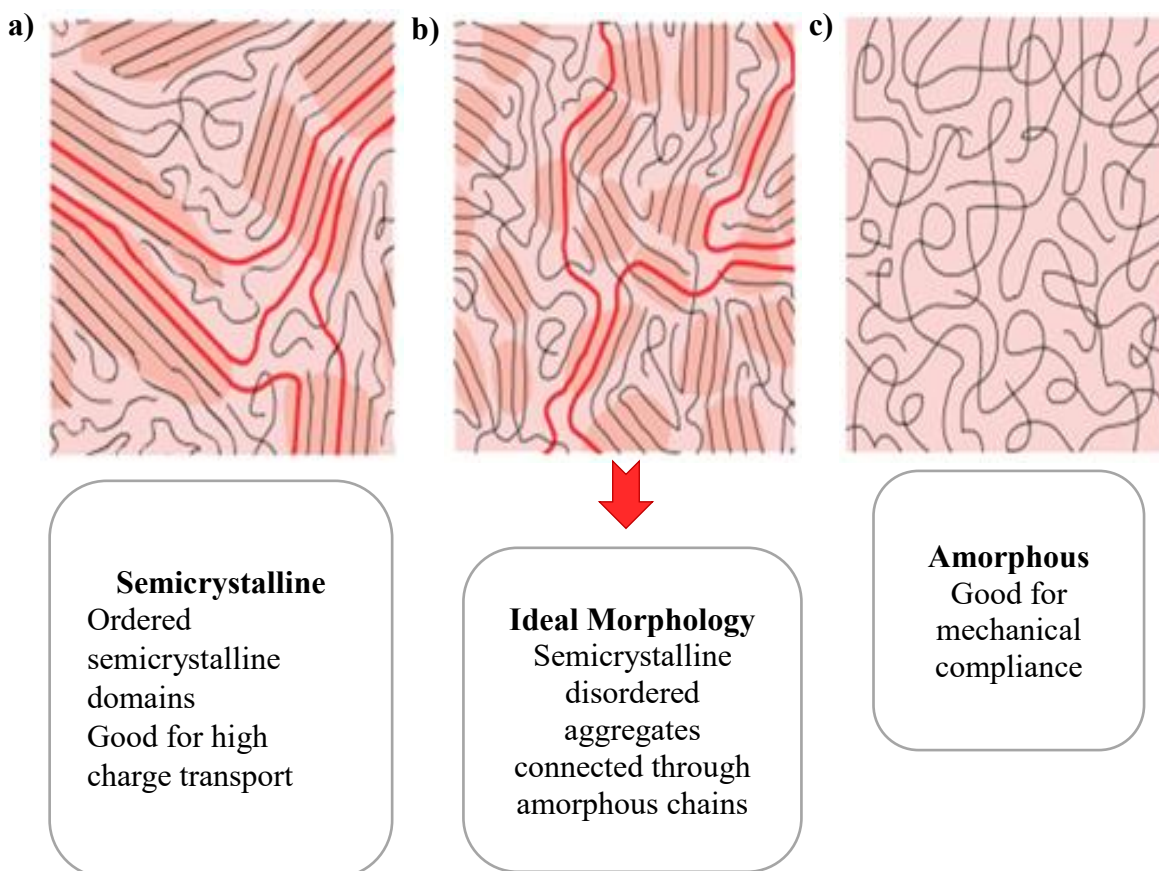 a)
b)
c)
Semicrystalline
Ordered
semicrystalline
domains
Good for high
charge transport
Ideal Morphology
Semicrystalline
disordered
aggregates
connected through
amorphous chains
Amorphous
Good for
mechanical
compliance